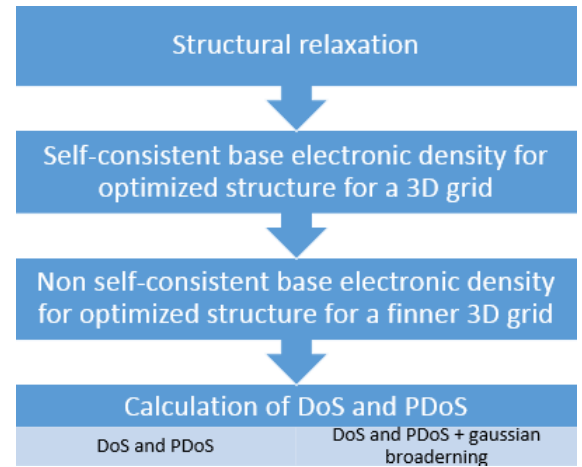 Structural relaxation
Self-consistent base electronic density for
optimized structure for a 3D grid
Non self-consistent base electronic density
for optimized structure for a finner 3D grid
Calculation of DoS and PDoS
DoS and PDoS
DoS and PDoS + gaussian
broaderning